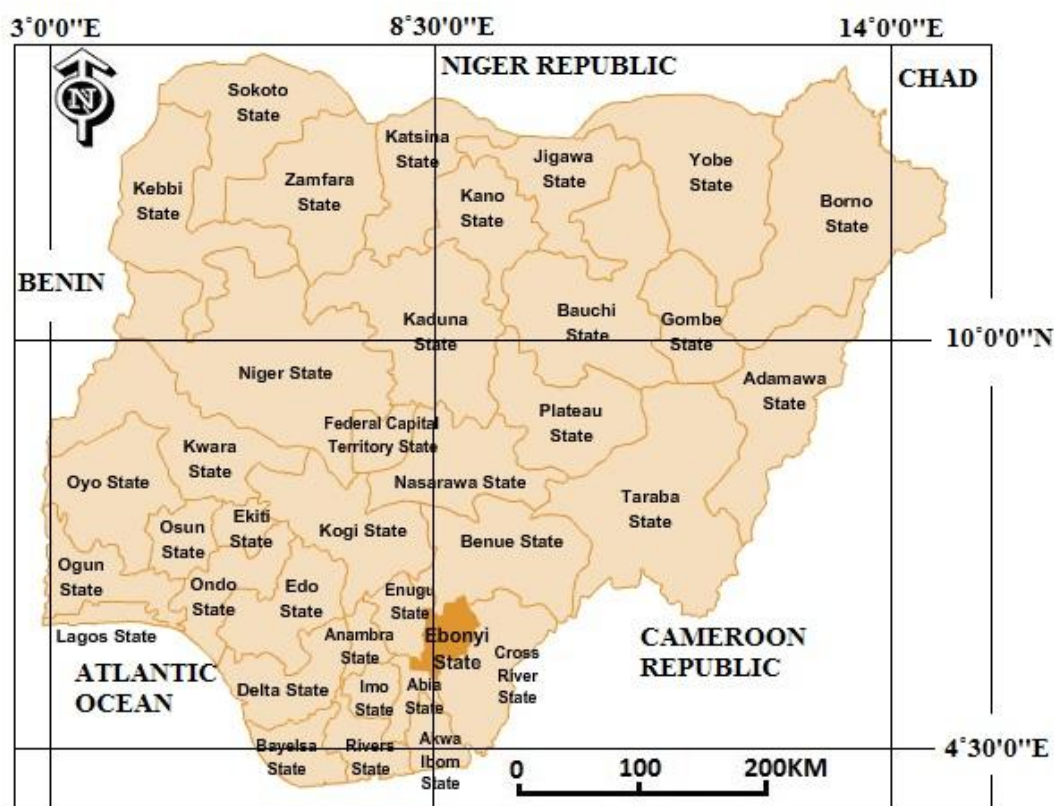 3˚0'0"E
8˚30'0"E
14˚0'0"E
N
NIGER REPUBLIC
CHAD
Sokoto
State
Katsina
State
Jigawa
State
Yobe
State
Kebbi
State
Zamfara
State
Kano
State
Borno
State
BENIN
Kaduna
State
Bauchi
State
Gombe
State
10˚0'0"N
Niger State
Adamawa
State
Federal Capital
Territory State
Plateau
State
Kwara
State
Oyo State
Nasarawa State
Taraba
State
Osun
State
Ekiti
State
Kogi State
Benue State
Ogun
State
Ondo
State
Edo
State
Enugu
State
Lagos State
Anambra
State
Ebonyi
State
Cross
River
State
CAMEROON
REPUBLIC
ATLANTIC
OCEAN
Delta State
Imo
State
Abia
State
Bayelsa
State
Rivers
State
Akwa
Ibom
State
4˚30'0"E
0 100 200KM